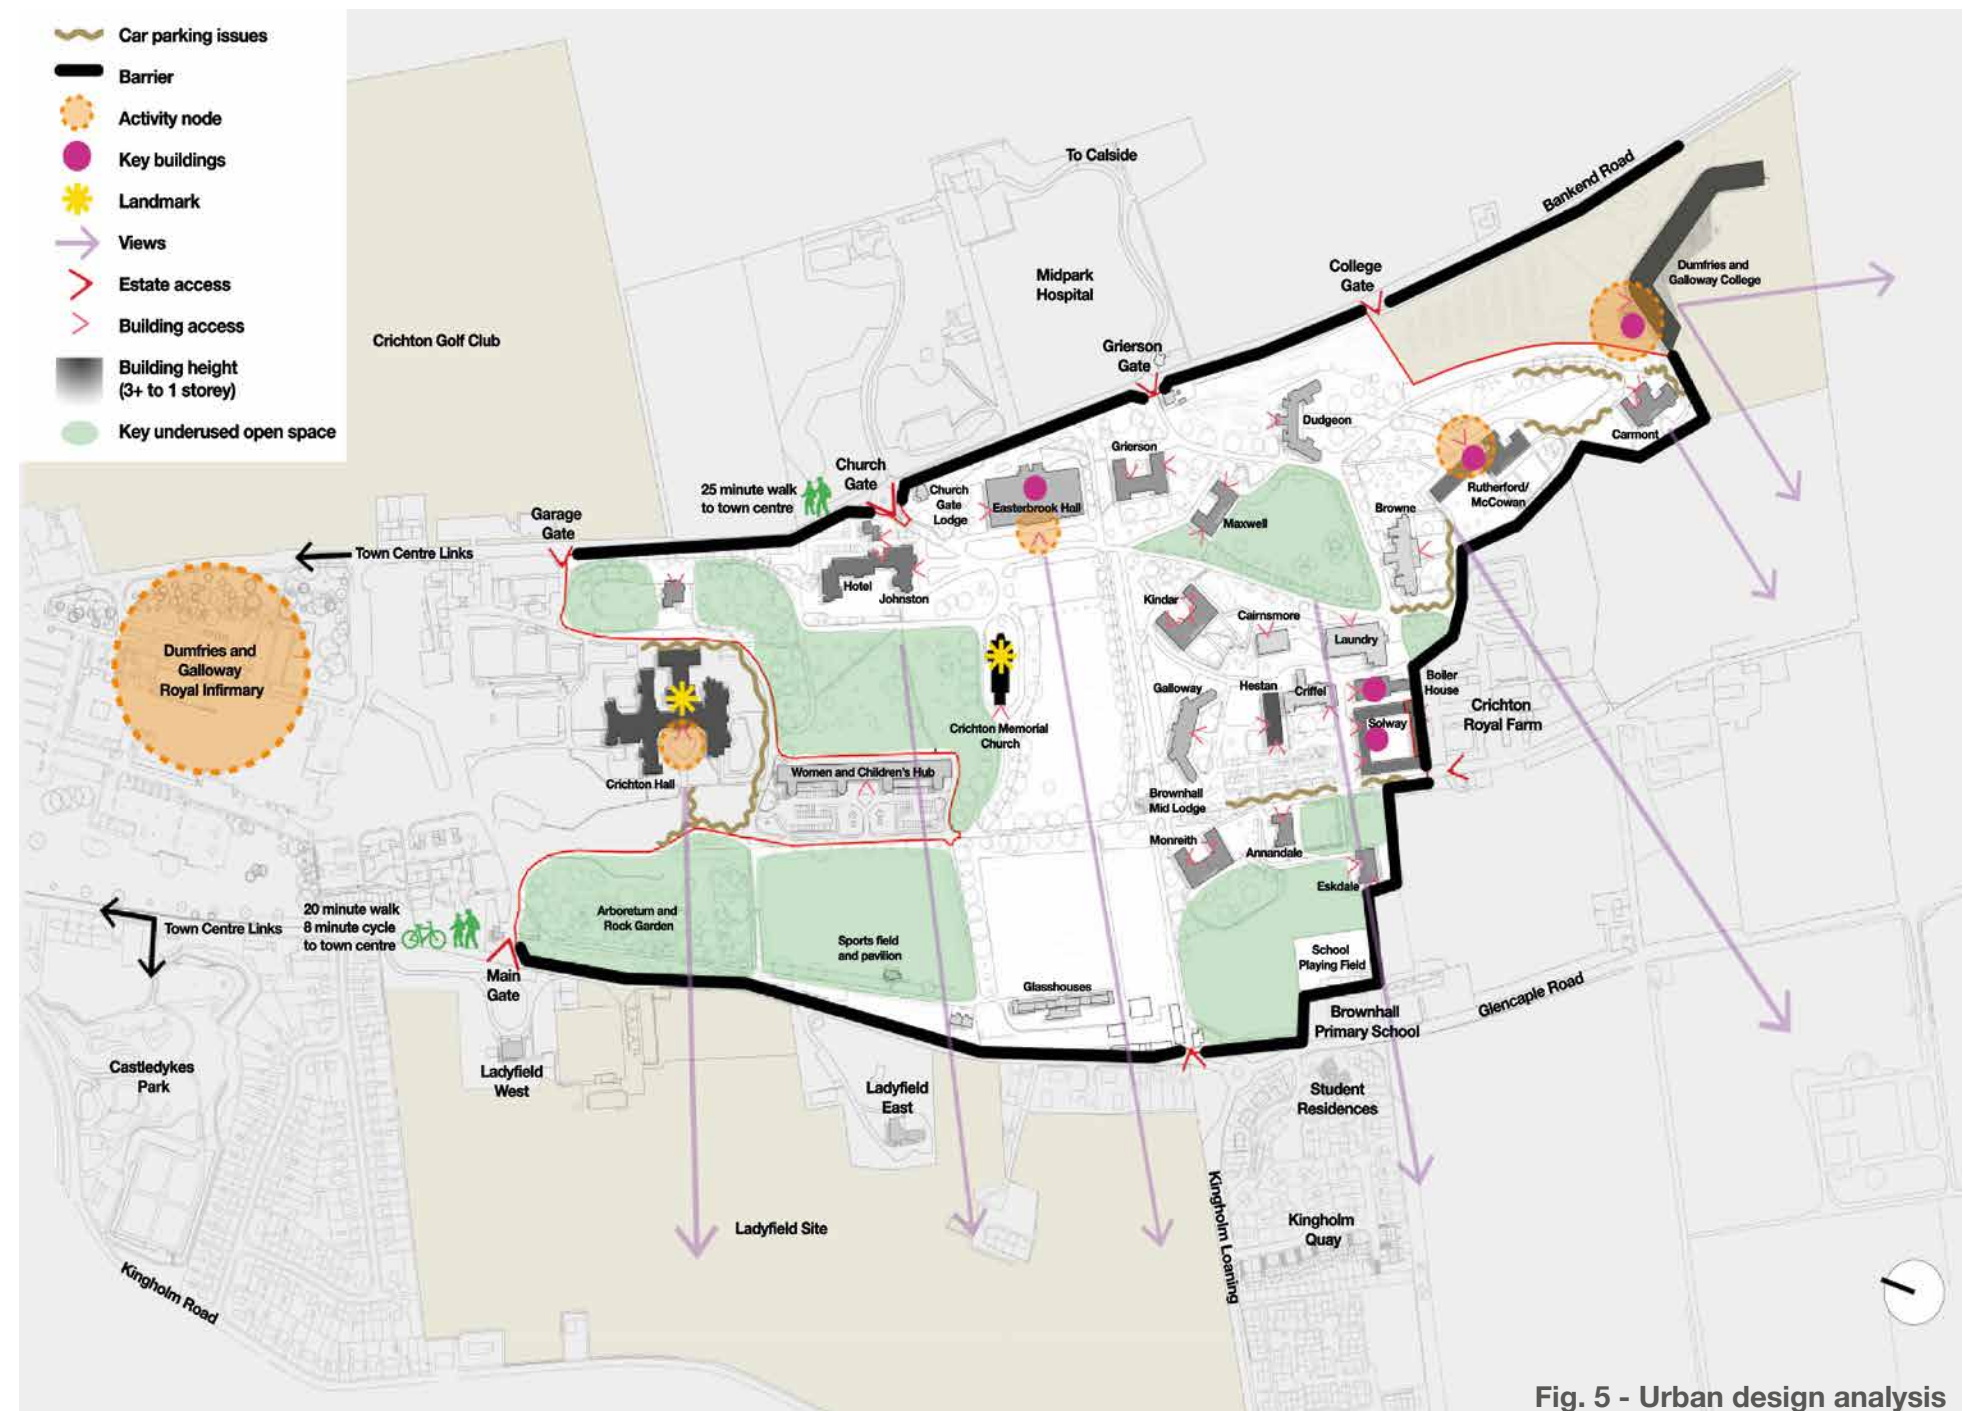 Car parking issues
Barrier
Activity node
Key buildings
Landmark
Views
Estate access
Building access
Building height
(3+ to 1 storey)
Key underused open space
To Calside
Bankend Road
Midpark
Hospital
College
Gate
Dumfries and
Galloway College
Crichton Golf Club
Grierson
Gate
Dudgeon
Carmont
Grierson
Church
Gate
25 minute walk
to town centre
Church
Gate
Lodge
Easterbrook Hall
Rutherford/
McCowan
Maxwell
Browne
Garage
Gate
Town Centre Links
Hotel
Johnston
Kindar
Cairnsmore
Laundry
Dumfries and
Galloway
Royal Infirmary
Boiler
House
Galloway
Hestan
Criffel
Solway
Crichton
Royal Farm
Crichton Memorial
Church
Crichton Hall
Women and Children's Hub
Brownhall
Mid Lodge
Monreith
Annandale
Eskdale
Arboretum and
Rock Garden
Sports field
and pavilion
20 minute walk
8 minute cycle
to town centre
Town Centre Links
School
Playing Field
Main
Gate
Glasshouses
Glencaple Road
Brownhall
Primary School
Castledykes
Park
Ladyfield
West
Ladyfield
East
Student
Residences
Ladyfield Site
Kingholm Loaning
Kingholm
Quay
Kingholm Road
Fig. 5 - Urban design analysis